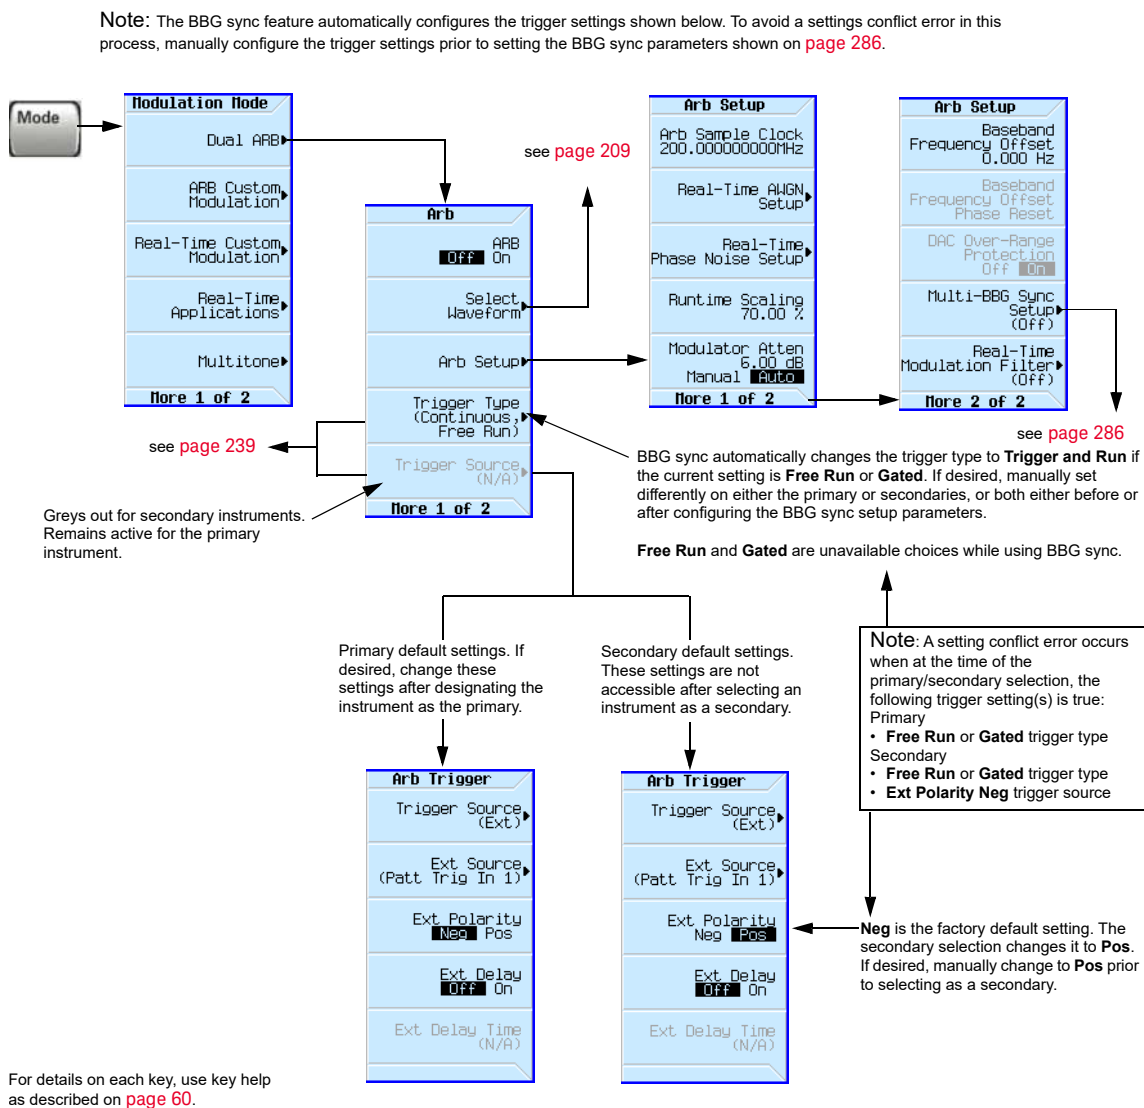 Note: The BBG sync feature automatically configures the trigger settings shown below. To avoid a settings conflict error in this
process, manually configure the trigger settings prior to setting the BBG sync parameters shown on page 286.
Mode
Modulation Mode
Dual ARB
ARB Custom
Modulation
Real-Time Custom
Modulation
Real-Time
Applications
Multitone
More 1 of 2
Arb
ARB
Off On
Select
Waveform
Arb Setup
Trigger Type
(Continuous,
Free Run)
Trigger Source
(N/A)
More 1 of 2
see page 209
Arb Setup
Arb Sample Clock
200.000000000MHz
Real-Time AWGN
Setup
Real-Time
Phase Noise Setup
Runtime Scaling
70.00 %
Modulator Atten
6.00 dB
Manual Auto
More 1 of 2
Arb Setup
Baseband
Frequency Offset
0.000 Hz
Baseband
Frequency Offset
Phase Reset
DAC Over-Range
Protection
Off On
Multi-BBG Sync
Setup
(Off)
Real-Time
Modulation Filter
(Off)
More 2 of 2
see page 286
see page 239
Greys out for secondary instruments.
Remains active for the primary
instrument.
BBG sync automatically changes the trigger type to Trigger and Run if
the current setting is Free Run or Gated. If desired, manually set
differently on either the primary or secondaries, or both either before or
after configuring the BBG sync setup parameters.
Free Run and Gated are unavailable choices while using BBG sync.
Primary default settings. If
desired, change these
settings after designating the
instrument as the primary.
Secondary default settings.
These settings are not
accessible after selecting an
instrument as a secondary.
Note: A setting conflict error occurs
when at the time of the
primary/secondary selection, the
following trigger setting(s) is true:
Primary
• Free Run or Gated trigger type
Secondary
• Free Run or Gated trigger type
• Ext Polarity Neg trigger source
Arb Trigger
Trigger Source
(Ext)
Ext Source
(Patt Trig In 1)
Ext Polarity
Neg Pos
Ext Delay
Off On
Ext Delay Time
(N/A)
Arb Trigger
Trigger Source
(Ext)
Ext Source
(Patt Trig In 1)
Ext Polarity
Neg Pos
Ext Delay
Off On
Ext Delay Time
(N/A)
Neg is the factory default setting. The
secondary selection changes it to Pos.
If desired, manually change to Pos prior
to selecting as a secondary.
For details on each key, use key help
as described on page 60.